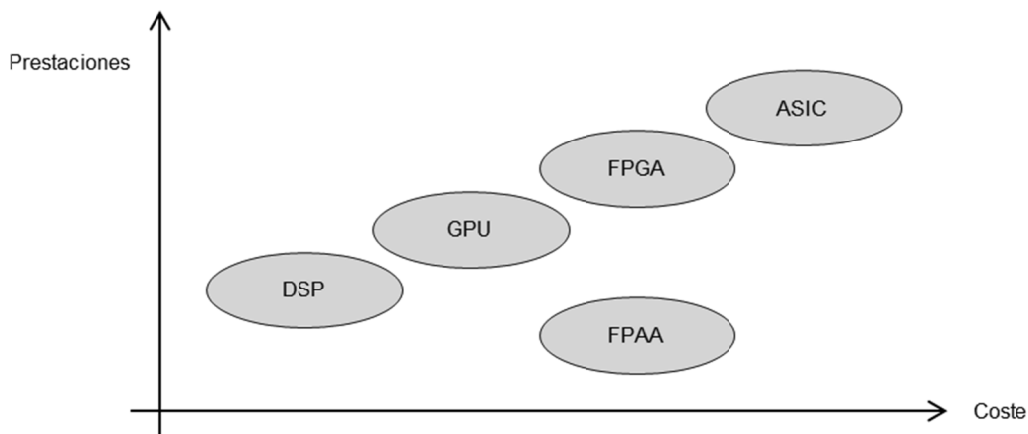 Prestaciones
ASIC
FPGA
GPU
DSP
FPAA
Coste